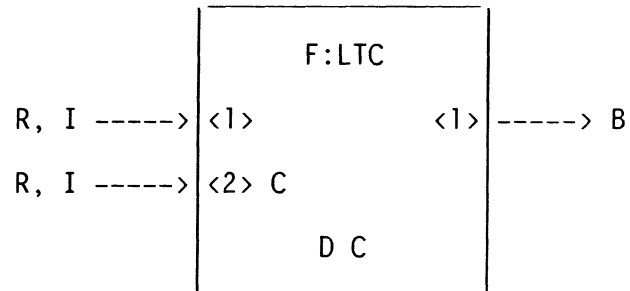 F:LTC
R, I -----> <1> <1> -----> B
R, I -----> <2> C
D C